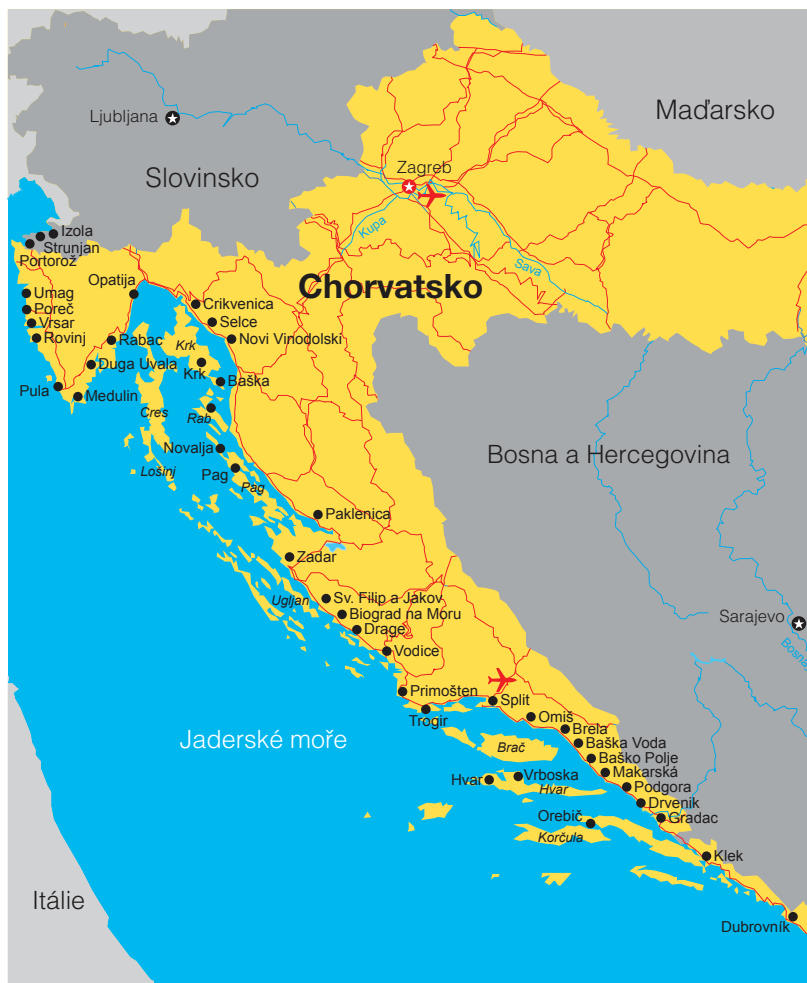 Maďarsko
Ljubljana
Zagreb
Slovinsko
Kupa
Izola
Strunjan
Portorož
Sava
Opatija
Chorvatsko
Umag
Crikvenica
Poreč
Vrsar
Selce
Rovinj
Rabac
Krk
Novi Vinodolski
Duga Uvala
Krk
Baška
Pula
Medulin
Cres
Rab
Novalja
Bosna a Hercegovina
Lošinj
Pag
Pag
Paklenica
Zadar
Ugljan
Sv. Filip a Jákov
Biograd na Moru
Sarajevo
Drage
Bosna
Vodice
Primošten
Split
Trogir
Omiš
Brela
Jaderské moře
Brač
Baška Voda
Baško Polje
Hvar
Vrboska
Makarská
Hvar
Podgora
Drvenik
Orebič
Gradac
Korčula
Klek
Itálie
Dubrovník